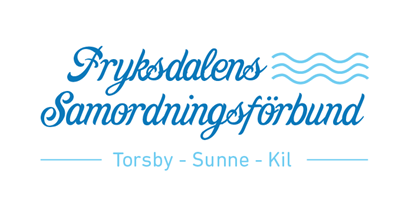 Fryksdalens
Samordningsförbund
Torsby - Sunne - Kil